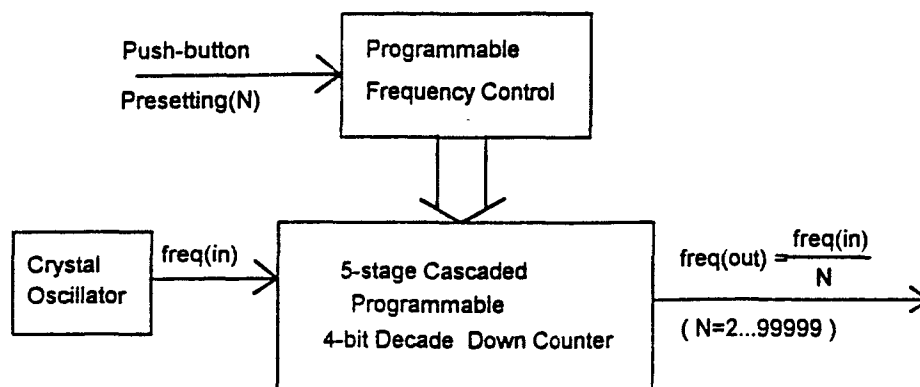 Push-button
Presetting(N)
Programmable
Frequency Control
Crystal
Oscillator
freq(in)
5-stage Cascaded
Programmable
4-bit Decade Down Counter
freq(out) = freq(in)
N
( N=2...99999 )